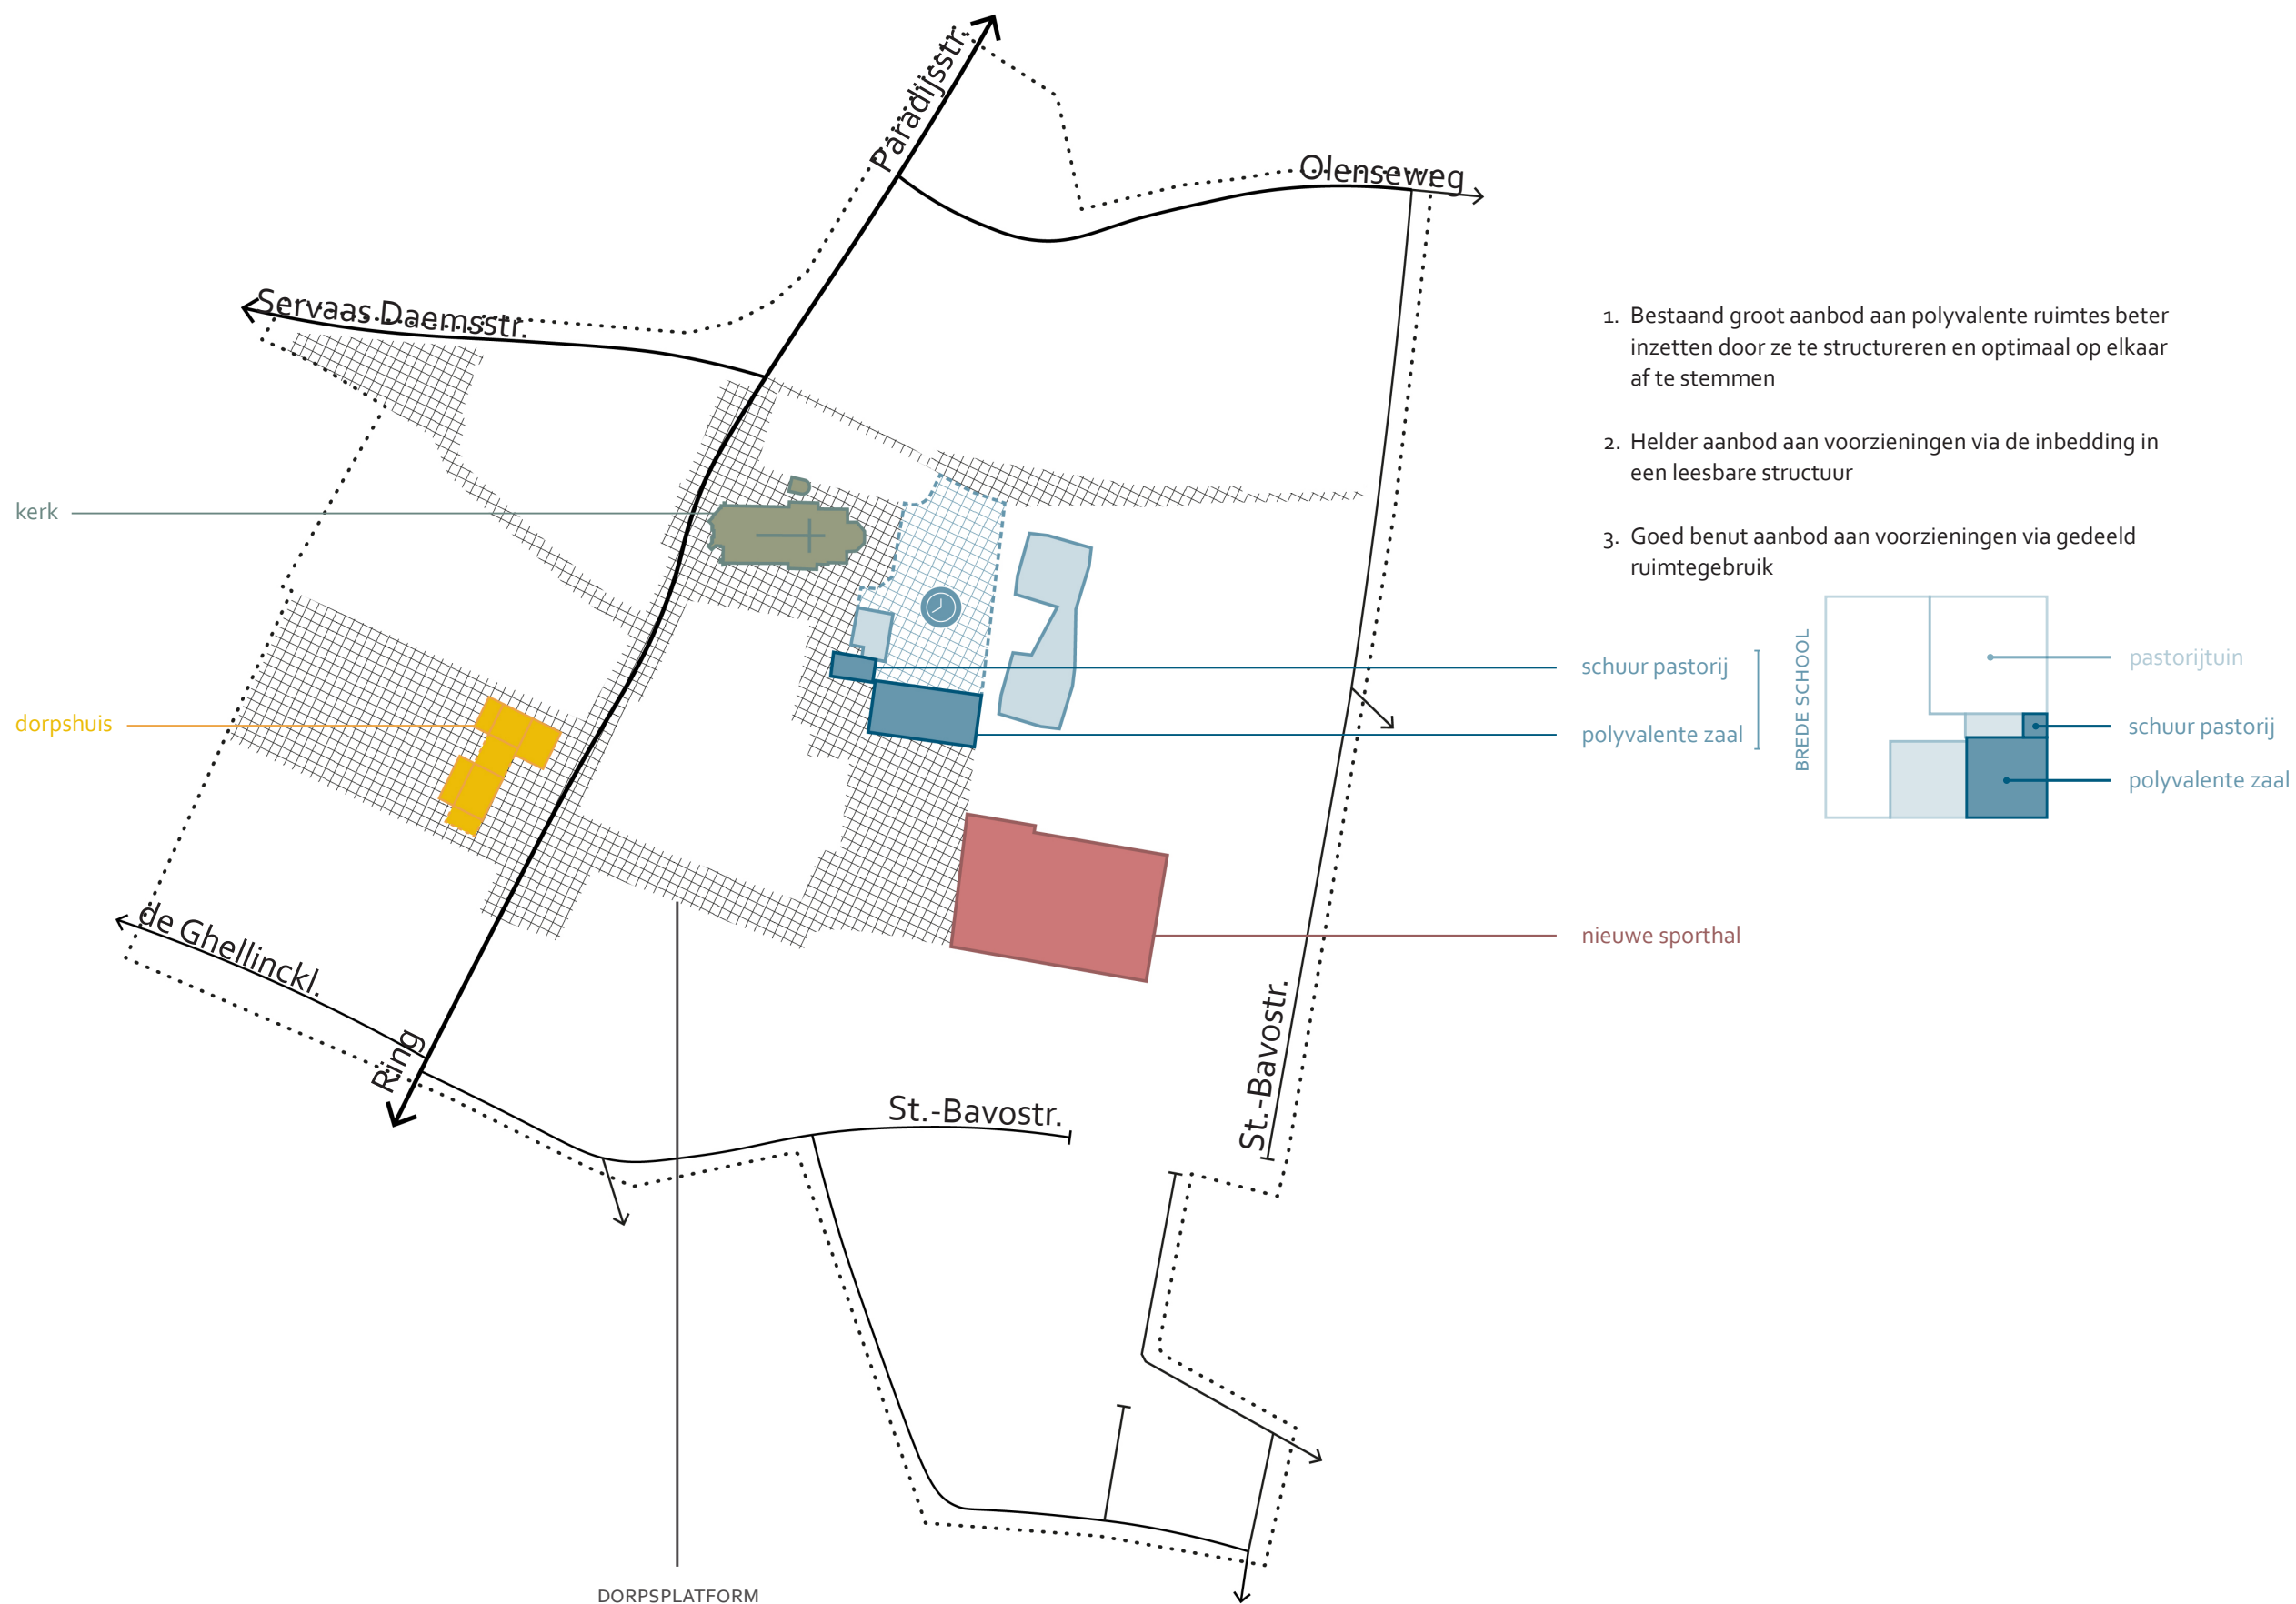 Paradijsstr.
Olenseweg
Servaas Daemsstr.
1. Bestaand groot aanbod aan polyvalente ruimtes beter
inzetten door ze te structureren en optimaal op elkaar
af te stemmen
2. Helder aanbod aan voorzieningen via de inbedding in
een leesbare structuur
3. Goed benut aanbod aan voorzieningen via gedeeld
ruimtegebruik
kerk
dorpshuis
schuur pastorij
polyvalente zaal
BREDE SCHOOL
pastorijtuin
schuur pastorij
polyvalente zaal
nieuwe sporthal
de Ghellinckl.
Ring
St.-Bavostr.
St.-Bavostr.
DORPSPLATFORM